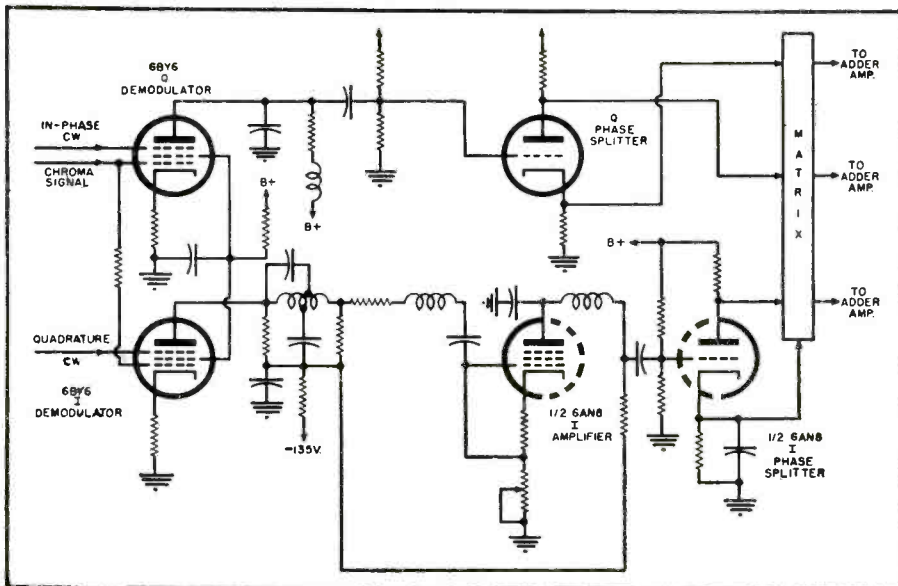 6BY6
Q
DEMODULATOR
IN-PHASE
CW
CHROMA
SIGNAL
B+
B+
Q
PHASE
SPLITTER
MATRIX
TO
ADDER
AMP.
TO
ADDER
AMP.
TO
ADDER
AMP.
B+
QUADRATURE
CW
6BY6
I
DEMODULATOR
-135V.
1/2 6AN8
I
AMPLIFIER
1/2 6AN8
I
PHASE
SPLITTER